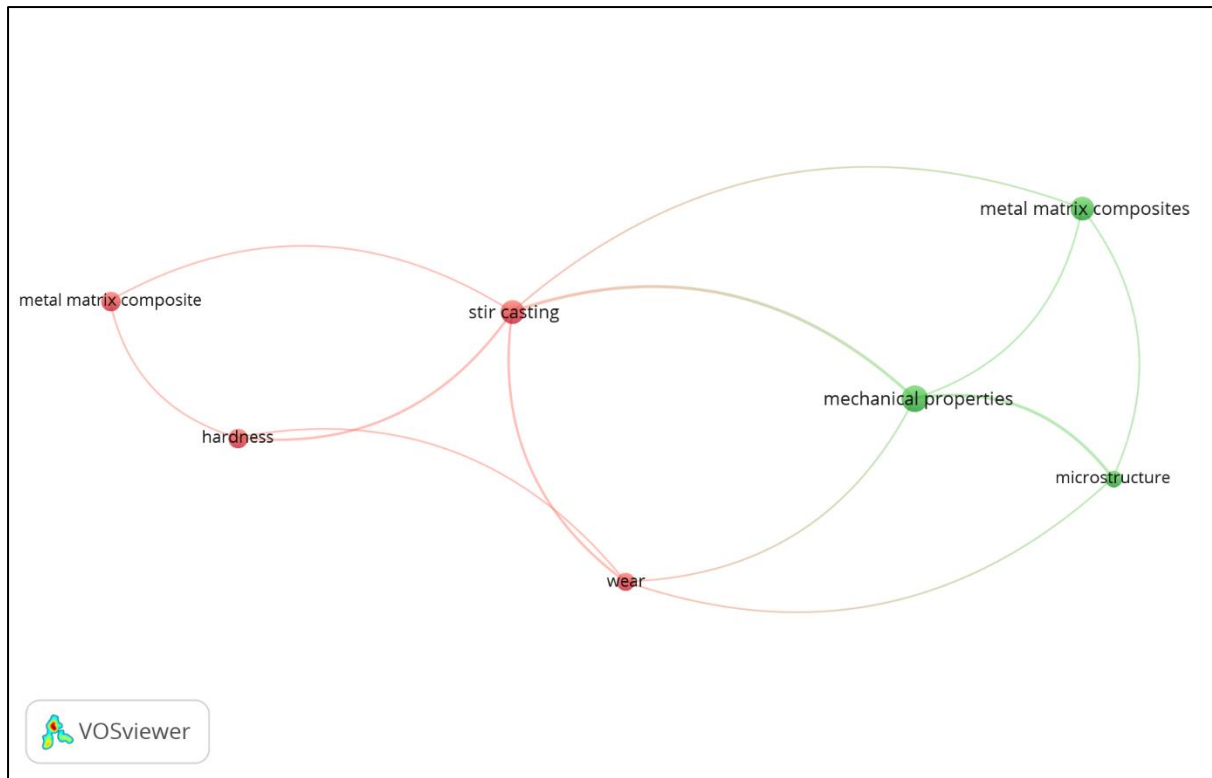 metal matrix composites
metal matrix composite
stir casting
mechanical properties
hardness
microstructure
wear
VOSviewer